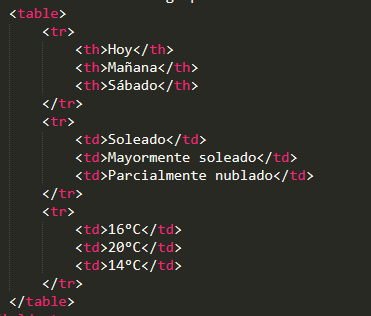 <table>
<tr>
<th>Hoy</th>
<th>Mañana</th>
<th>Sábado</th>
</tr>
<tr>
<td>Soleado</td>
<td>Mayormente soleado</td>
<td>Parcialmente nublado</td>
</tr>
<tr>
<td>16°C</td>
<td>20°C</td>
<td>14°C</td>
</tr>
</table>